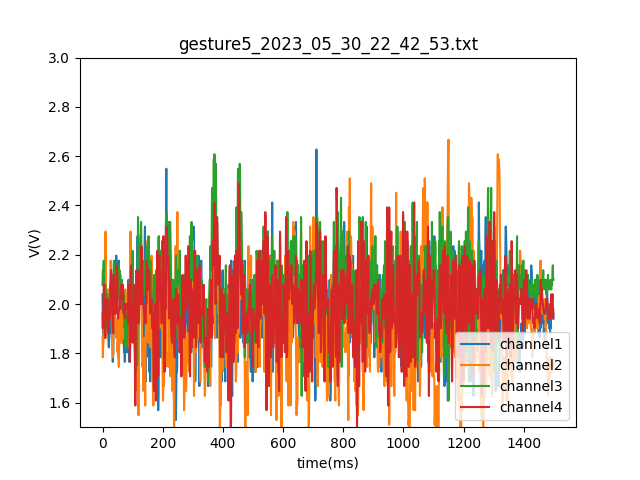 gesture5_2023_05_30_22_42_53.txt
V(V)
3.0
2.8
2.6
2.4
2.2
2.0
1.8
1.6
channel1
channel2
channel3
channel4
0 200 400 600 800 1000 1200 1400
time(ms)